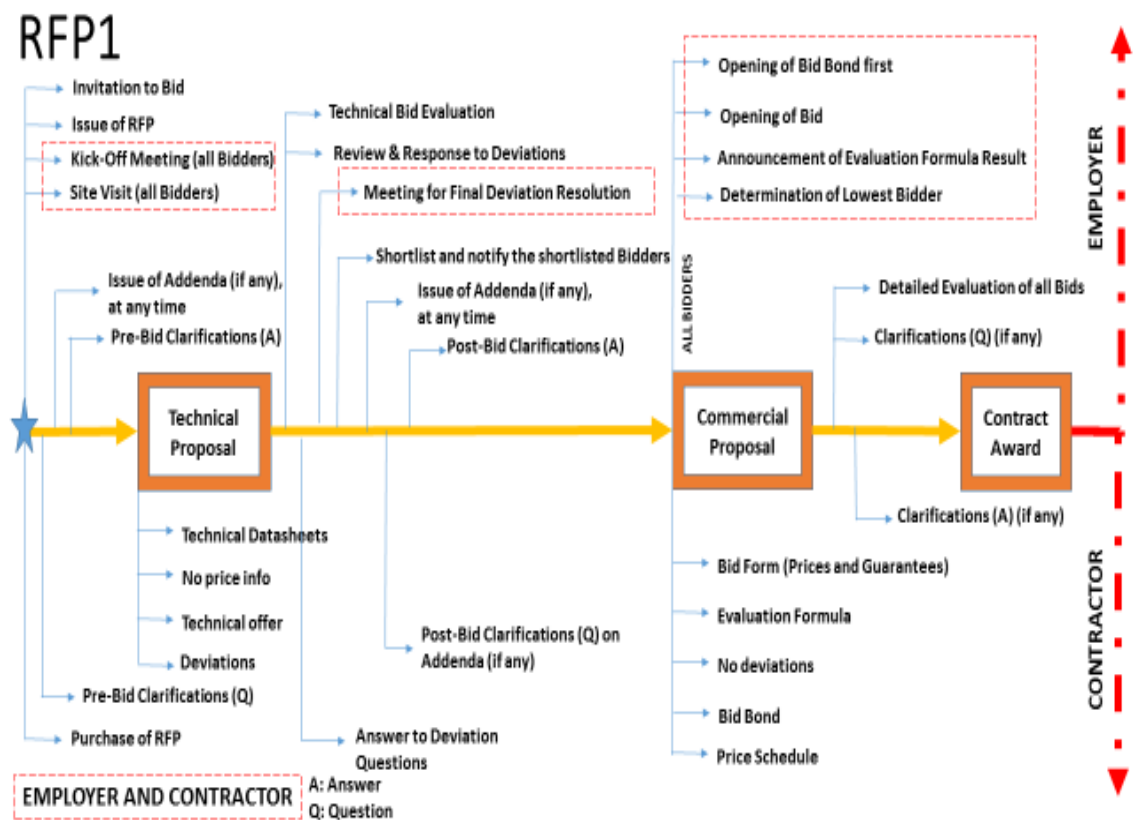 RFP1
Invitation to Bid
Issue of RFP
Kick-Off Meeting (all Bidders)
Site Visit (all Bidders)
Issue of Addenda (if any),
at any time
Pre-Bid Clarifications (A)
Technical Bid Evaluation
Review & Response to Deviations
Meeting for Final Deviation Resolution
Shortlist and notify the shortlisted Bidders
Issue of Addenda (if any),
at any time
Post-Bid Clarifications (A)
Opening of Bid Bond first
Opening of Bid
Announcement of Evaluation Formula Result
Determination of Lowest Bidder
ALL BIDDERS
Detailed Evaluation of all Bids
Clarifications (Q) (if any)
EMPLOYER
Technical
Proposal
Commercial
Proposal
Contract
Award
Technical Datasheets
No price info
Technical offer
Deviations
Pre-Bid Clarifications (Q)
Purchase of RFP
Post-Bid Clarifications (Q) on
Addenda (if any)
Answer to Deviation
Questions
Clarifications (A) (if any)
Bid Form (Prices and Guarantees)
Evaluation Formula
No deviations
Bid Bond
Price Schedule
CONTRACTOR
EMPLOYER AND CONTRACTOR
A: Answer
Q: Question